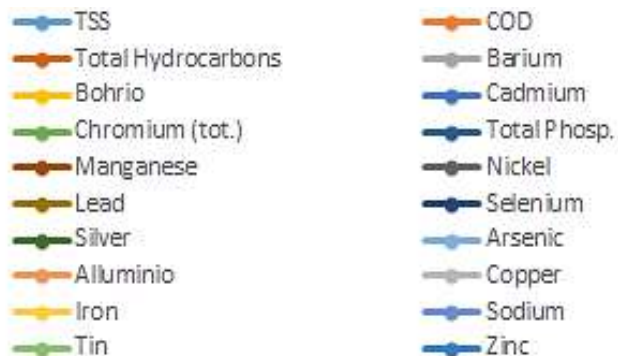 TSS
COD
Total Hydrocarbons
Barium
Bohrio
Cadmium
Chromium (tot.)
Total Phosp.
Manganese
Nickel
Lead
Selenium
Silver
Arsenic
Alluminio
Copper
Iron
Sodium
Tin
Zinc